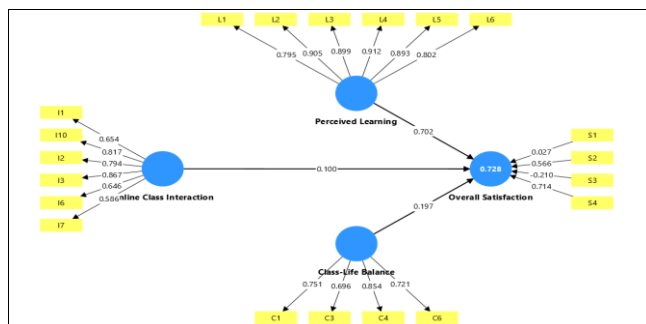 L1 L2 L3 L4 L5 L6
0.795 0.905 0.899 0.912 0.893 0.802
Perceived Learning
I1
I10
I2
I3
I6
I7
0.654
0.817
0.794
0.867
0.646
0.586
nline Class Interaction
0.702
0.100
0.197
0.728
Overall Satisfaction
S1
S2
S3
S4
0.027
0.566
-0.210
0.714
Class-Life Balance
0.751 0.696 0.854 0.721
C1 C3 C4 C6